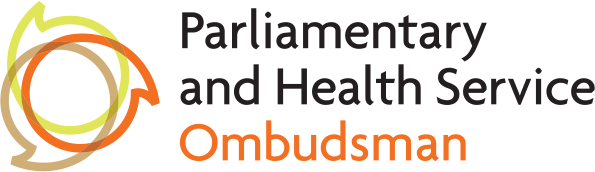 Parliamentary
and Health Service
Ombudsman